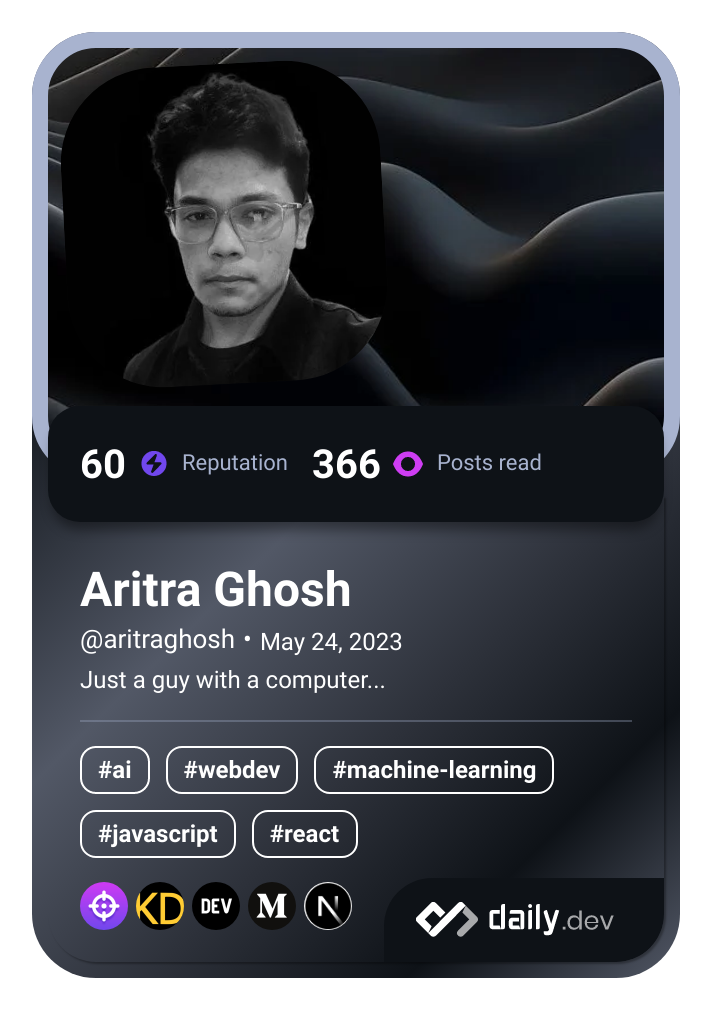 60 Reputation 366 Posts read
Aritra Ghosh
@aritraghosh • May 24, 2023
Just a guy with a computer...
#ai #webdev #machine-learning
#javascript #react
KD DEV M N daily.dev